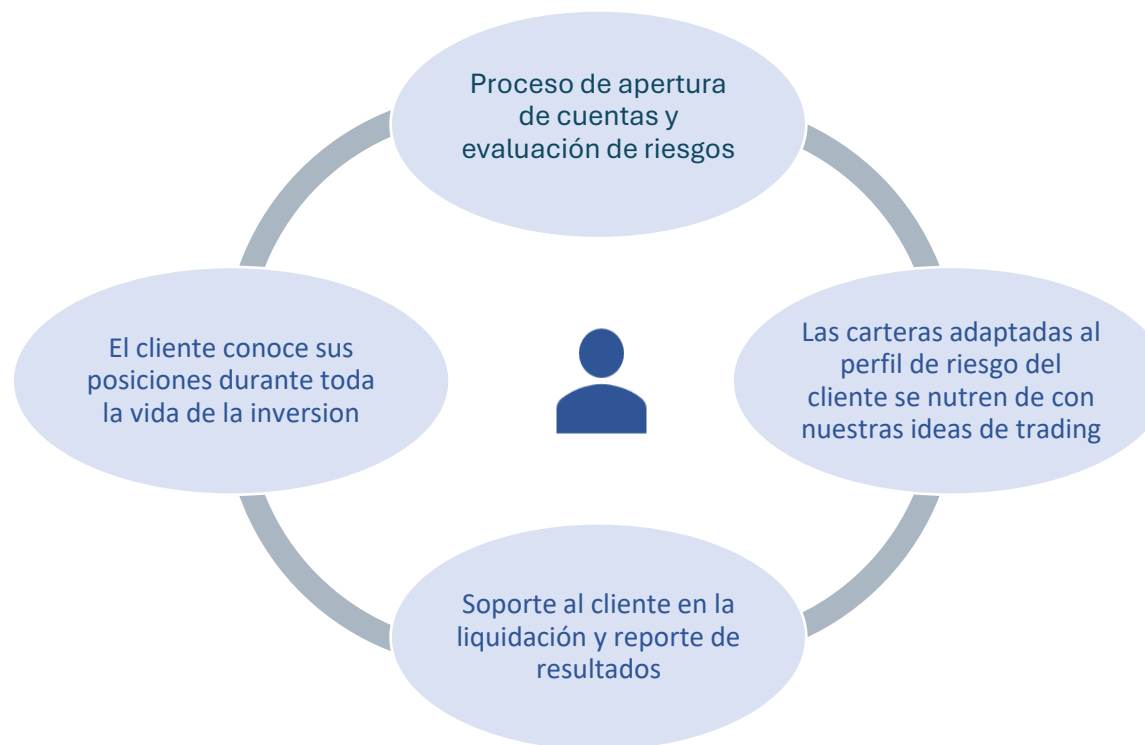 Proceso de apertura
de cuentas y
evaluación de riesgos
El cliente conoce sus
posiciones durante toda
la vida de la inversion
Las carteras adaptadas al
perfil de riesgo del
cliente se nutren de con
nuestras ideas de trading
Soporte al cliente en la
liquidación y reporte de
resultados